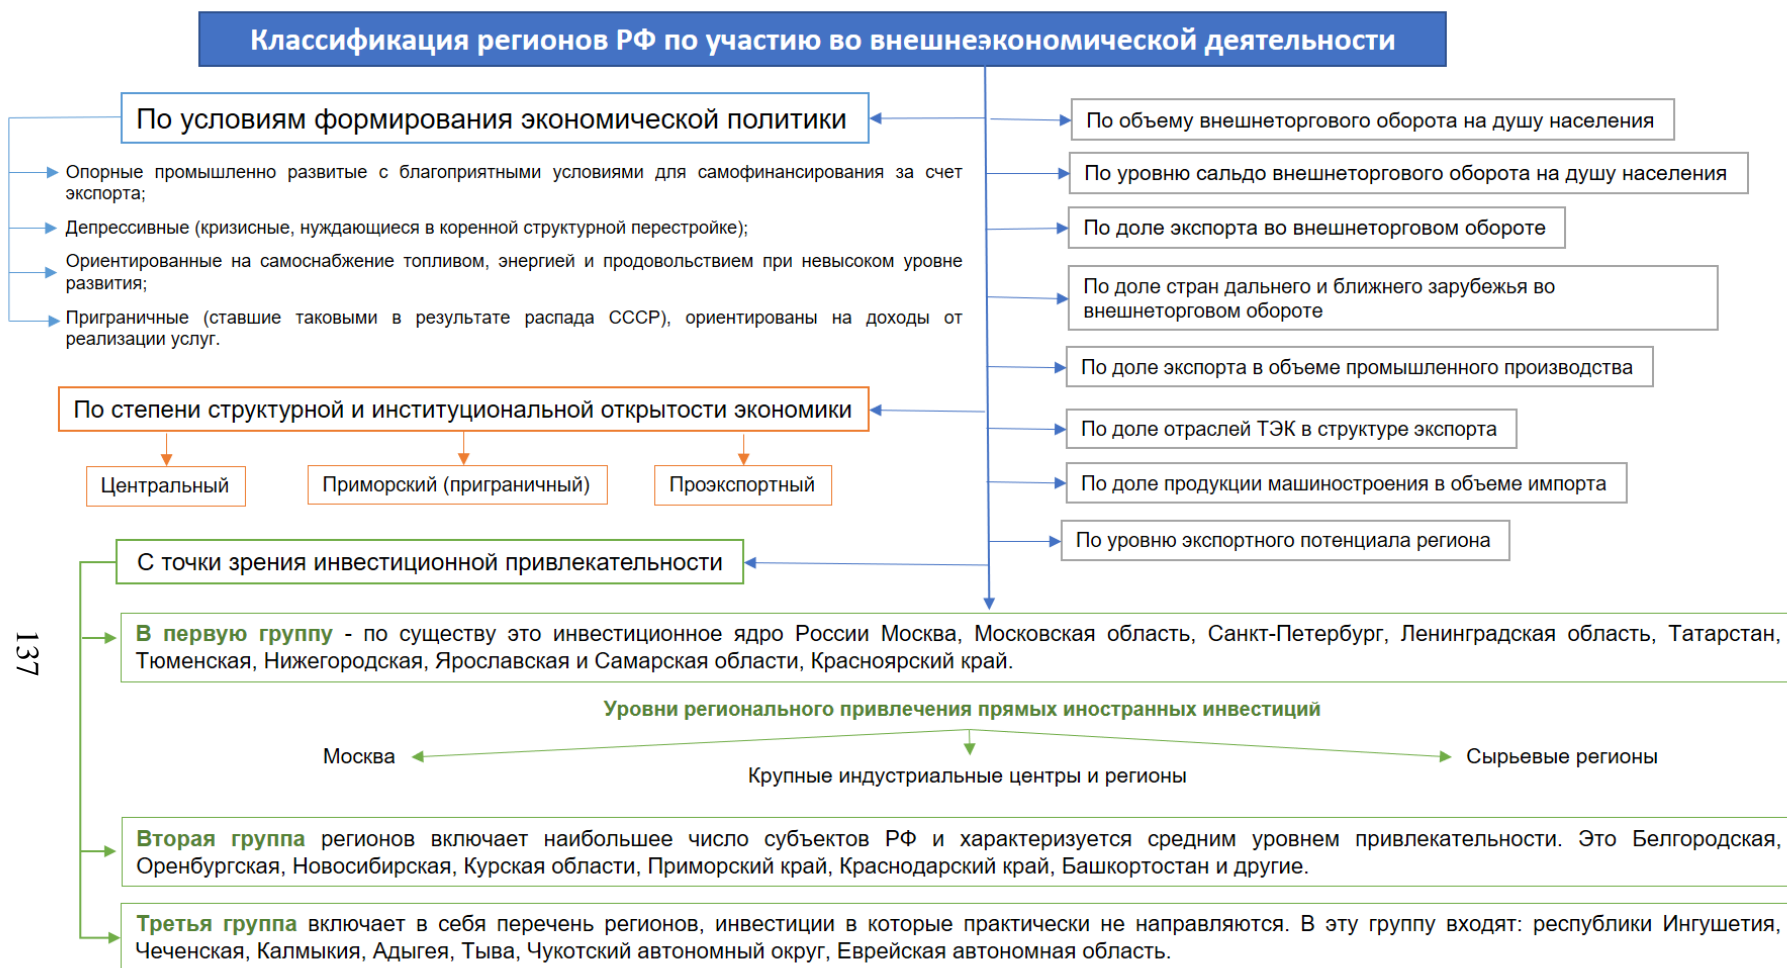 Классификация регионов РФ по участию во внешнеэкономической деятельности
По условиям формирования экономической политики
Опорные промышленно развитые с благоприятными условиями для самофинансирования за счет
экспорта;
Депрессивные (кризисные, нуждающиеся в коренной структурной перестройке);
Ориентированные на самоснабжение топливом, энергией и продовольствием при невысоком уровне
развития;
Приграничные (ставшие таковыми в результате распада СССР), ориентированы на доходы от
реализации услуг.
По объему внешнеторгового оборота на душу населения
По уровню сальдо внешнеторгового оборота на душу населения
По доле экспорта во внешнеторговом обороте
По доле стран дальнего и ближнего зарубежья во
внешнеторговом обороте
По доле экспорта в объеме промышленного производства
По доле отраслей ТЭК в структуре экспорта
По доле продукции машиностроения в объеме импорта
По уровню экспортного потенциала региона
По степени структурной и институциональной открытости экономики
Центральный
Приморский (приграничный)
Проэкспортный
С точки зрения инвестиционной привлекательности
В первую группу - по существу это инвестиционное ядро России Москва, Московская область, Санкт-Петербург, Ленинградская область, Татарстан,
Тюменская, Нижегородская, Ярославская и Самарская области, Красноярский край.
Уровни регионального привлечения прямых иностранных инвестиций
Москва
Крупные индустриальные центры и регионы
Сырьевые регионы
Вторая группа регионов включает наибольшее число субъектов РФ и характеризуется средним уровнем привлекательности. Это Белгородская,
Оренбургская, Новосибирская, Курская области, Приморский край, Краснодарский край, Башкортостан и другие.
Третья группа включает в себя перечень регионов, инвестиции в которые практически не направляются. В эту группу входят: республики Ингушетия,
Чеченская, Калмыкия, Адыгея, Тыва, Чукотский автономный округ, Еврейская автономная область.
137